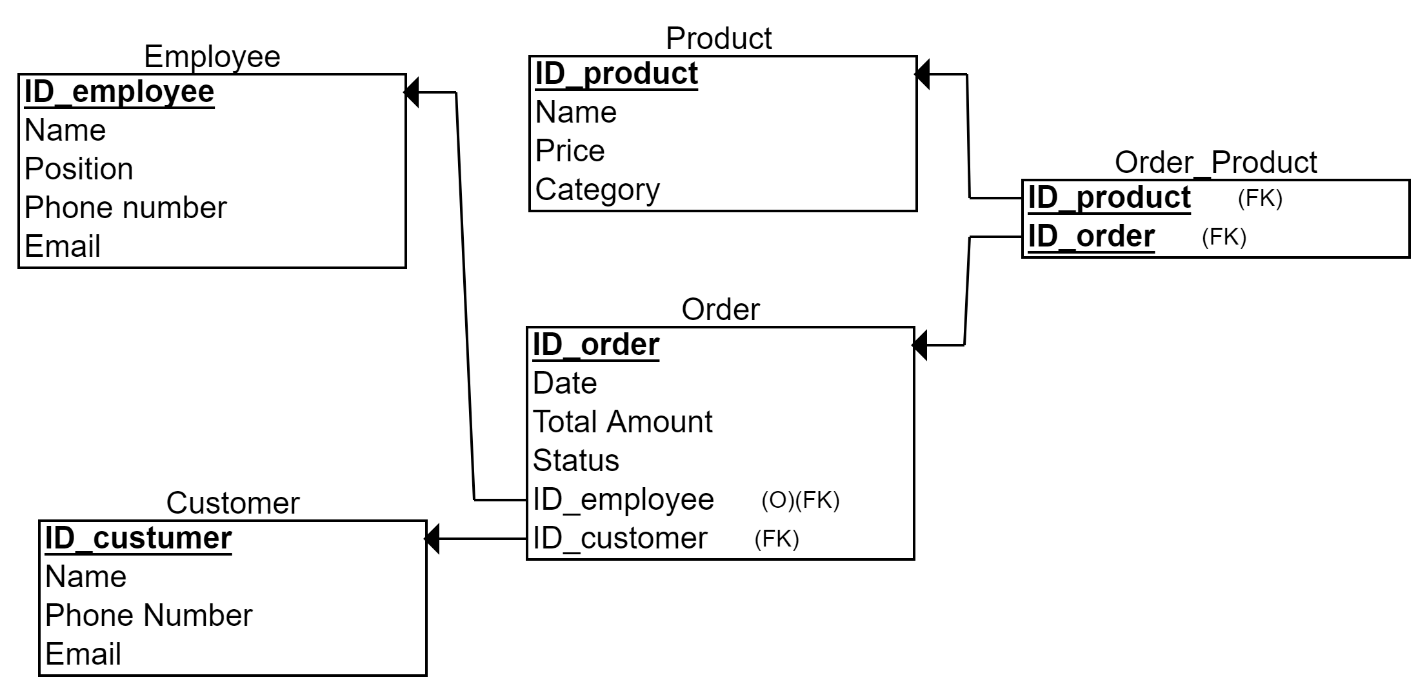 Employee
ID_employee
Name
Position
Phone number
Email
Product
ID_product
Name
Price
Category
Order_Product
ID_product (FK)
ID_order (FK)
Order
ID_order
Date
Total Amount
Status
ID_employee (O)(FK)
ID_customer (FK)
Customer
ID_custumer
Name
Phone Number
Email